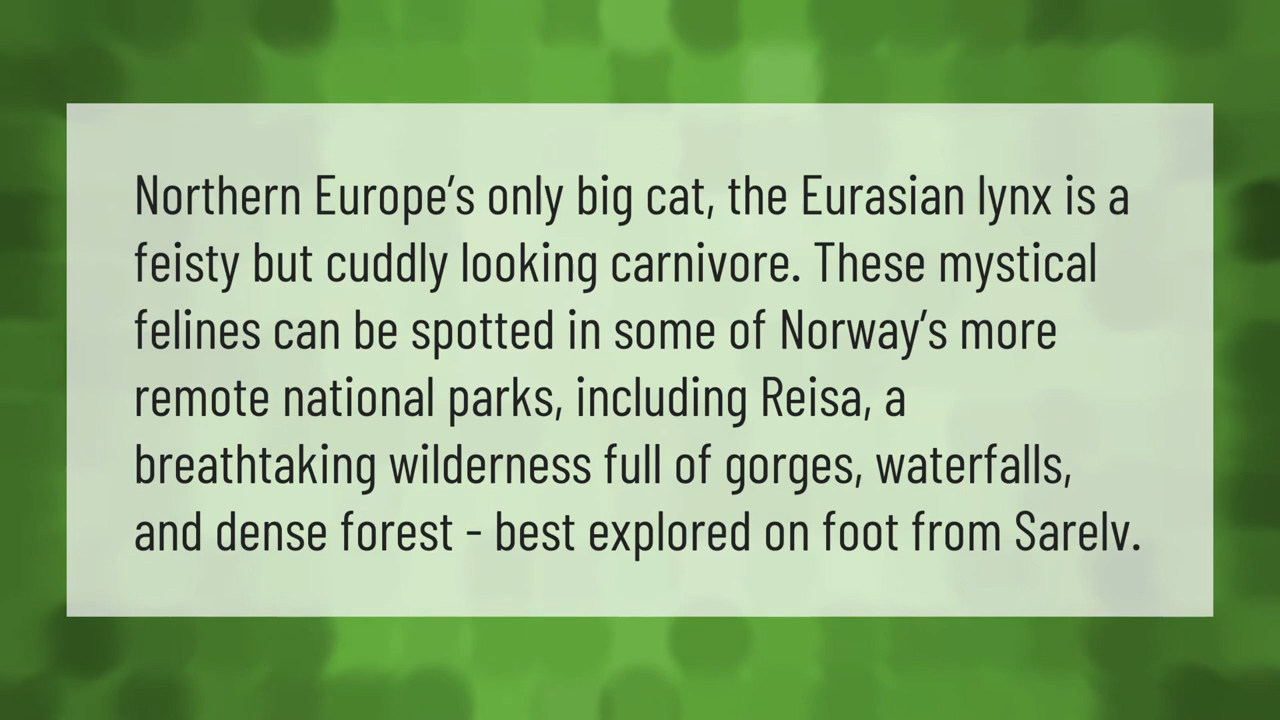 Northern Europe’s only big cat, the Eurasian lynx is a
feisty but cuddly looking carnivore. These mystical
felines can be spotted in some of Norway’s more
remote national parks, including Reisa, a
breathtaking wilderness full of gorges, waterfalls,
and dense forest - best explored on foot from Sarelv.